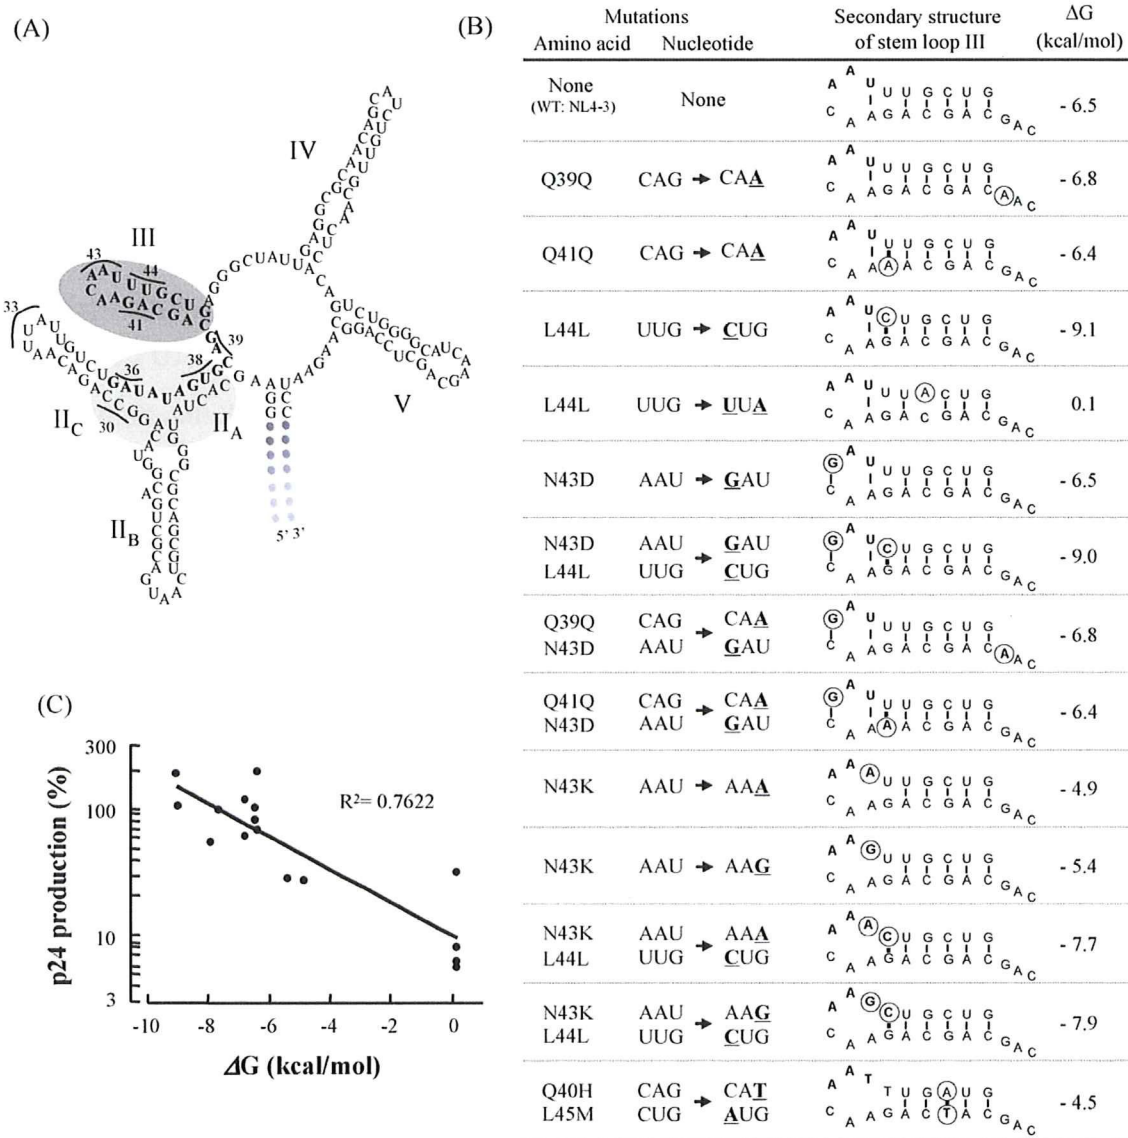 (A)
IV
III
43
44
41
33
39
38
36
30
II_C
II_A
II_B
V
5' 3'
(B)
Mutations
Amino acid Nucleotide
Secondary structure
of stem loop III
ΔG
(kcal/mol)
None
(WT: NL4-3)
None
A A A U U U G C U G
C A A G A C G A C G A C
- 6.5
Q39Q CAG → CAA
A A A U U U G C U G
C A A G A C G A C A A C
- 6.8
Q41Q CAG → CAA
A A A U U U G C U G
C A A A A C G A C G A C
- 6.4
L44L UUG → CUG
A A A U C U G C U G
C A A G A C G A C G A C
- 9.1
L44L UUG → UUA
A A A U U U A C U G
C A A G A C G A C G A C
0.1
N43D AAU → GAU
G A U U U G C U G
C A A G A C G A C G A C
- 6.5
N43D AAU → GAU
L44L UUG → CUG
G A U C U G C U G
C A A G A C G A C G A C
- 9.0
Q39Q CAG → CAA
N43D AAU → GAU
G A U U U G C U G
C A A G A C G A C A A C
- 6.8
Q41Q CAG → CAA
N43D AAU → GAU
G A U U U G C U G
C A A A A C G A C G A C
- 6.4
N43K AAU → AAA
A A A U U G C U G
C A A G A C G A C G A C
- 4.9
N43K AAU → AAG
A A G U U G C U G
C A A G A C G A C G A C
- 5.4
N43K AAU → AAA
L44L UUG → CUG
A A A C U G C U G
C A A G A C G A C G A C
- 7.7
N43K AAU → AAG
L44L UUG → CUG
A A G C U G C U G
C A A G A C G A C G A C
- 7.9
Q40H CAG → CAT
L45M CUG → AUG
A A T T U G A U G
C A A G A C T A C G A C
- 4.5
(C)
p24 production (%)
300
100
10
3
R²= 0.7622
-10 -8 -6 -4 -2 0
ΔG (kcal/mol)